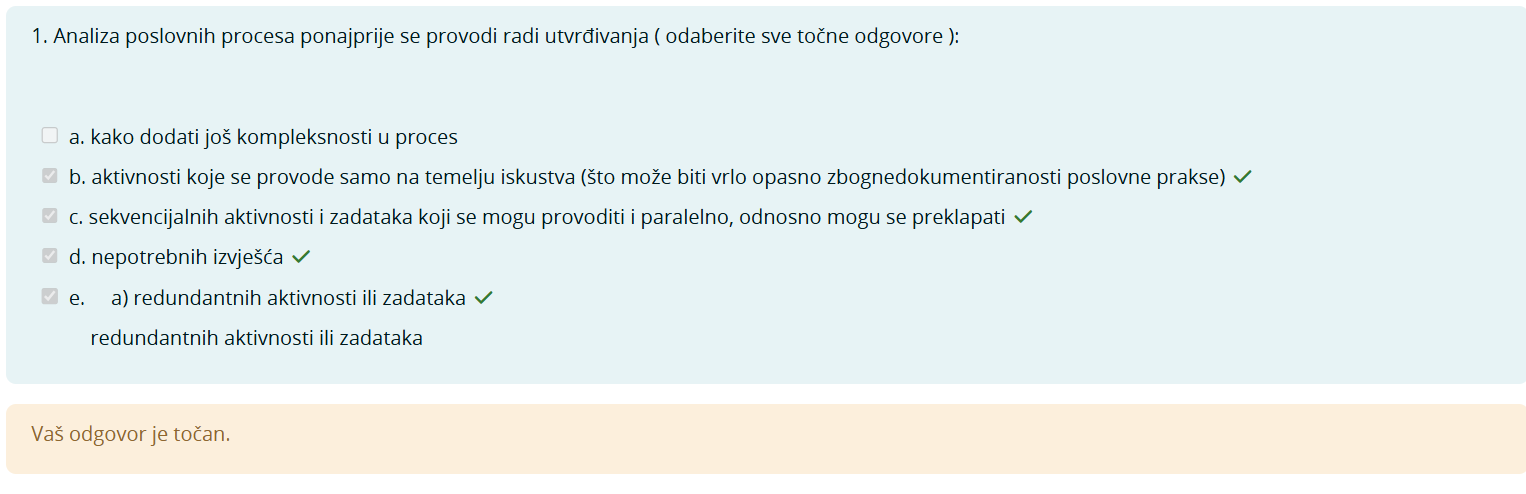 1. Analiza poslovnih procesa ponajprije se provodi radi utvrđivanja ( odaberite sve točne odgovore ):
a. kako dodati još kompleksnosti u proces
b. aktivnosti koje se provode samo na temelju iskustva (što može biti vrlo opasno zbognedokumentiranosti poslovne prakse)
c. sekvencijalnih aktivnosti i zadataka koji se mogu provoditi i paralelno, odnosno mogu se preklapati
d. nepotrebnih izvješća
e. a) redundantnih aktivnosti ili zadataka
redundantnih aktivnosti ili zadataka
Vaš odgovor je točan.